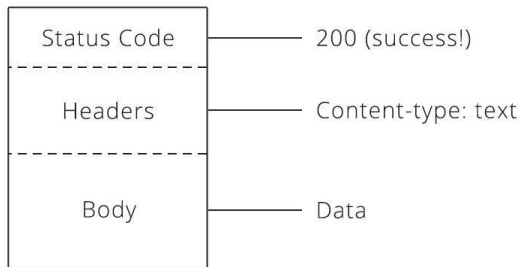 Status Code
200 (success!)
Headers
Content-type: text
Body
Data